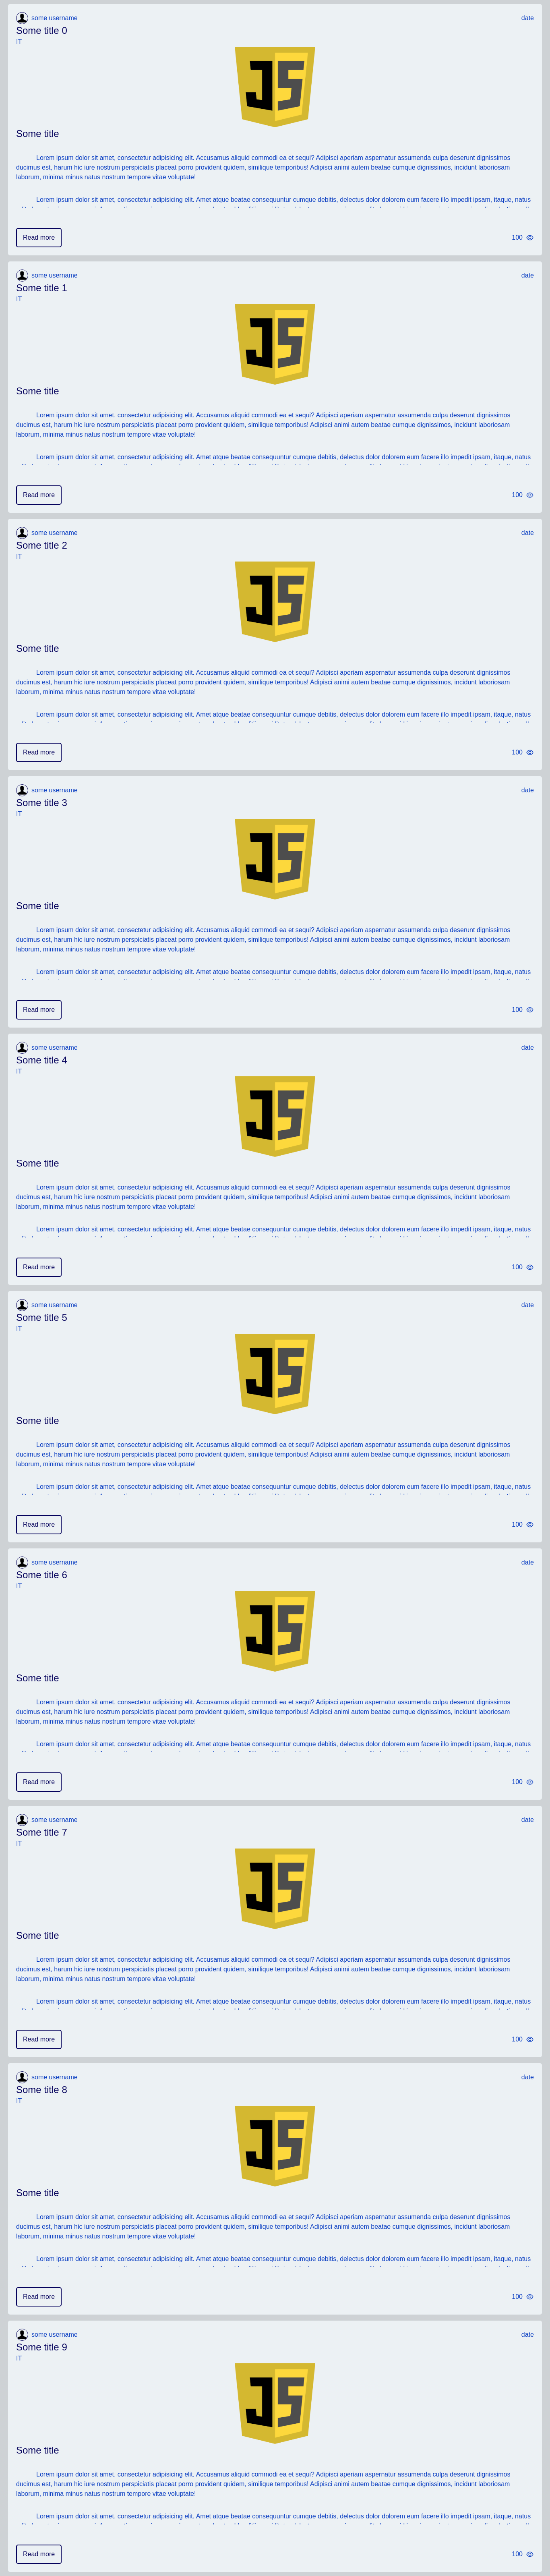 some username date
Some title 0
IT
JS
Some title
Lorem ipsum dolor sit amet, consectetur adipisicing elit. Accusamus aliquid commodi ea et sequi? Adipisci aperiam aspernatur assumenda culpa deserunt dignissimos
ducimus est, harum hic iure nostrum perspiciatis placeat porro provident quidem, similique temporibus! Adipisci animi autem beatae cumque dignissimos, incidunt laboriosam
laborum, minima minus natus nostrum tempore vitae voluptate!
Lorem ipsum dolor sit amet, consectetur adipisicing elit. Amet atque beatae consequuntur cumque debitis, delectus dolor dolorem eum facere illo impedit ipsam, itaque, natus
Read more 100
some username date
Some title 1
IT
JS
Some title
Lorem ipsum dolor sit amet, consectetur adipisicing elit. Accusamus aliquid commodi ea et sequi? Adipisci aperiam aspernatur assumenda culpa deserunt dignissimos
ducimus est, harum hic iure nostrum perspiciatis placeat porro provident quidem, similique temporibus! Adipisci animi autem beatae cumque dignissimos, incidunt laboriosam
laborum, minima minus natus nostrum tempore vitae voluptate!
Lorem ipsum dolor sit amet, consectetur adipisicing elit. Amet atque beatae consequuntur cumque debitis, delectus dolor dolorem eum facere illo impedit ipsam, itaque, natus
Read more 100
some username date
Some title 2
IT
JS
Some title
Lorem ipsum dolor sit amet, consectetur adipisicing elit. Accusamus aliquid commodi ea et sequi? Adipisci aperiam aspernatur assumenda culpa deserunt dignissimos
ducimus est, harum hic iure nostrum perspiciatis placeat porro provident quidem, similique temporibus! Adipisci animi autem beatae cumque dignissimos, incidunt laboriosam
laborum, minima minus natus nostrum tempore vitae voluptate!
Lorem ipsum dolor sit amet, consectetur adipisicing elit. Amet atque beatae consequuntur cumque debitis, delectus dolor dolorem eum facere illo impedit ipsam, itaque, natus
Read more 100
some username date
Some title 3
IT
JS
Some title
Lorem ipsum dolor sit amet, consectetur adipisicing elit. Accusamus aliquid commodi ea et sequi? Adipisci aperiam aspernatur assumenda culpa deserunt dignissimos
ducimus est, harum hic iure nostrum perspiciatis placeat porro provident quidem, similique temporibus! Adipisci animi autem beatae cumque dignissimos, incidunt laboriosam
laborum, minima minus natus nostrum tempore vitae voluptate!
Lorem ipsum dolor sit amet, consectetur adipisicing elit. Amet atque beatae consequuntur cumque debitis, delectus dolor dolorem eum facere illo impedit ipsam, itaque, natus
Read more 100
some username date
Some title 4
IT
JS
Some title
Lorem ipsum dolor sit amet, consectetur adipisicing elit. Accusamus aliquid commodi ea et sequi? Adipisci aperiam aspernatur assumenda culpa deserunt dignissimos
ducimus est, harum hic iure nostrum perspiciatis placeat porro provident quidem, similique temporibus! Adipisci animi autem beatae cumque dignissimos, incidunt laboriosam
laborum, minima minus natus nostrum tempore vitae voluptate!
Lorem ipsum dolor sit amet, consectetur adipisicing elit. Amet atque beatae consequuntur cumque debitis, delectus dolor dolorem eum facere illo impedit ipsam, itaque, natus
Read more 100
some username date
Some title 5
IT
JS
Some title
Lorem ipsum dolor sit amet, consectetur adipisicing elit. Accusamus aliquid commodi ea et sequi? Adipisci aperiam aspernatur assumenda culpa deserunt dignissimos
ducimus est, harum hic iure nostrum perspiciatis placeat porro provident quidem, similique temporibus! Adipisci animi autem beatae cumque dignissimos, incidunt laboriosam
laborum, minima minus natus nostrum tempore vitae voluptate!
Lorem ipsum dolor sit amet, consectetur adipisicing elit. Amet atque beatae consequuntur cumque debitis, delectus dolor dolorem eum facere illo impedit ipsam, itaque, natus
Read more 100
some username date
Some title 6
IT
JS
Some title
Lorem ipsum dolor sit amet, consectetur adipisicing elit. Accusamus aliquid commodi ea et sequi? Adipisci aperiam aspernatur assumenda culpa deserunt dignissimos
ducimus est, harum hic iure nostrum perspiciatis placeat porro provident quidem, similique temporibus! Adipisci animi autem beatae cumque dignissimos, incidunt laboriosam
laborum, minima minus natus nostrum tempore vitae voluptate!
Lorem ipsum dolor sit amet, consectetur adipisicing elit. Amet atque beatae consequuntur cumque debitis, delectus dolor dolorem eum facere illo impedit ipsam, itaque, natus
Read more 100
some username date
Some title 7
IT
JS
Some title
Lorem ipsum dolor sit amet, consectetur adipisicing elit. Accusamus aliquid commodi ea et sequi? Adipisci aperiam aspernatur assumenda culpa deserunt dignissimos
ducimus est, harum hic iure nostrum perspiciatis placeat porro provident quidem, similique temporibus! Adipisci animi autem beatae cumque dignissimos, incidunt laboriosam
laborum, minima minus natus nostrum tempore vitae voluptate!
Lorem ipsum dolor sit amet, consectetur adipisicing elit. Amet atque beatae consequuntur cumque debitis, delectus dolor dolorem eum facere illo impedit ipsam, itaque, natus
Read more 100
some username date
Some title 8
IT
JS
Some title
Lorem ipsum dolor sit amet, consectetur adipisicing elit. Accusamus aliquid commodi ea et sequi? Adipisci aperiam aspernatur assumenda culpa deserunt dignissimos
ducimus est, harum hic iure nostrum perspiciatis placeat porro provident quidem, similique temporibus! Adipisci animi autem beatae cumque dignissimos, incidunt laboriosam
laborum, minima minus natus nostrum tempore vitae voluptate!
Lorem ipsum dolor sit amet, consectetur adipisicing elit. Amet atque beatae consequuntur cumque debitis, delectus dolor dolorem eum facere illo impedit ipsam, itaque, natus
Read more 100
some username date
Some title 9
IT
JS
Some title
Lorem ipsum dolor sit amet, consectetur adipisicing elit. Accusamus aliquid commodi ea et sequi? Adipisci aperiam aspernatur assumenda culpa deserunt dignissimos
ducimus est, harum hic iure nostrum perspiciatis placeat porro provident quidem, similique temporibus! Adipisci animi autem beatae cumque dignissimos, incidunt laboriosam
laborum, minima minus natus nostrum tempore vitae voluptate!
Lorem ipsum dolor sit amet, consectetur adipisicing elit. Amet atque beatae consequuntur cumque debitis, delectus dolor dolorem eum facere illo impedit ipsam, itaque, natus
Read more 100